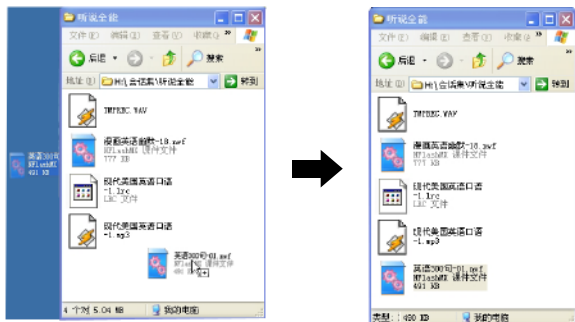 听说全能
文件(F) 编辑(E) 查看(V) 收藏(A) »
后退 搜索 »
地址(D) H:\会话集\听说全能 转到
英语300句
MFlashMX
491 KB
TMPREC.WAV
漫画英语幽默-18.swf
MFlashMX 课件文件
777 KB
现代美国英语口语
-1.lrc
LRC 文件
现代美国英语口语
-1.mp3
英语300句-01.swf
MFlashMX 课件文件
491 KB
4 个对 5.04 MB 我的电脑
听说全能
文件(F) 编辑(E) 查看(V) 收藏(A) »
后退 搜索 »
地址(D) H:\会话集\听说全能 转到
TMPREC.WAV
漫画英语幽默-18.swf
MFlashMX 课件文件
777 KB
现代美国英语口语
-1.lrc
LRC 文件
现代美国英语口语
-1.mp3
英语300句-01.swf
MFlashMX 课件文件
491 KB
类型: 490 KB 我的电脑